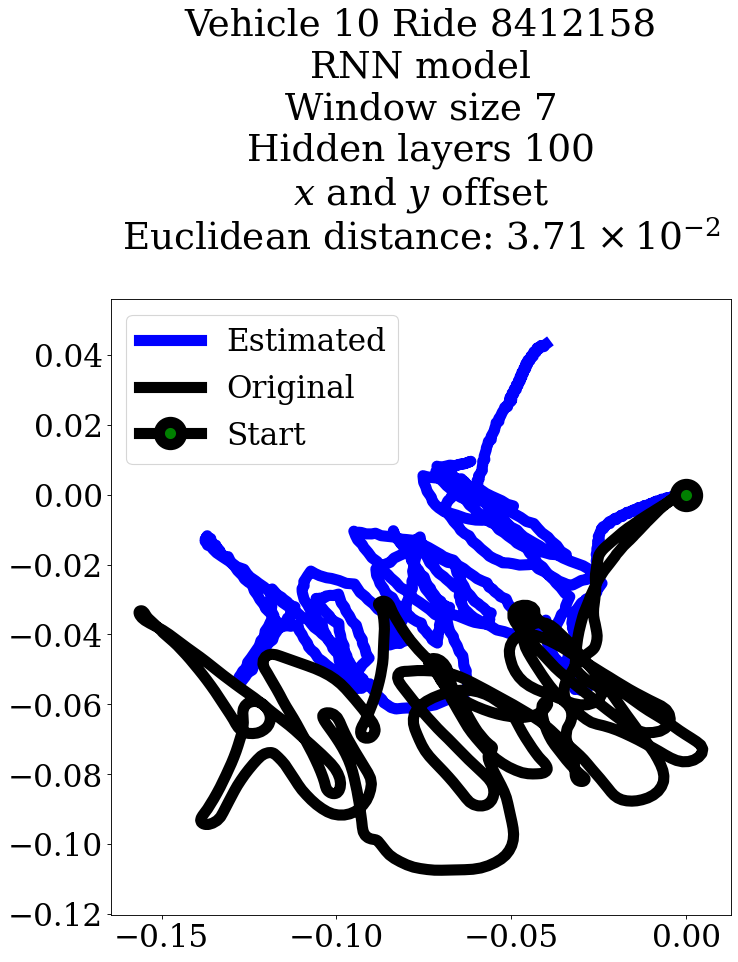 Vehicle 10 Ride 8412158
RNN model
Window size 7
Hidden layers 100
x and y offset
Euclidean distance: 3.71 × 10⁻²
Estimated
Original
Start
0.04
0.02
0.00
−0.02
−0.04
−0.06
−0.08
−0.10
−0.12
−0.15 −0.10 −0.05 0.00